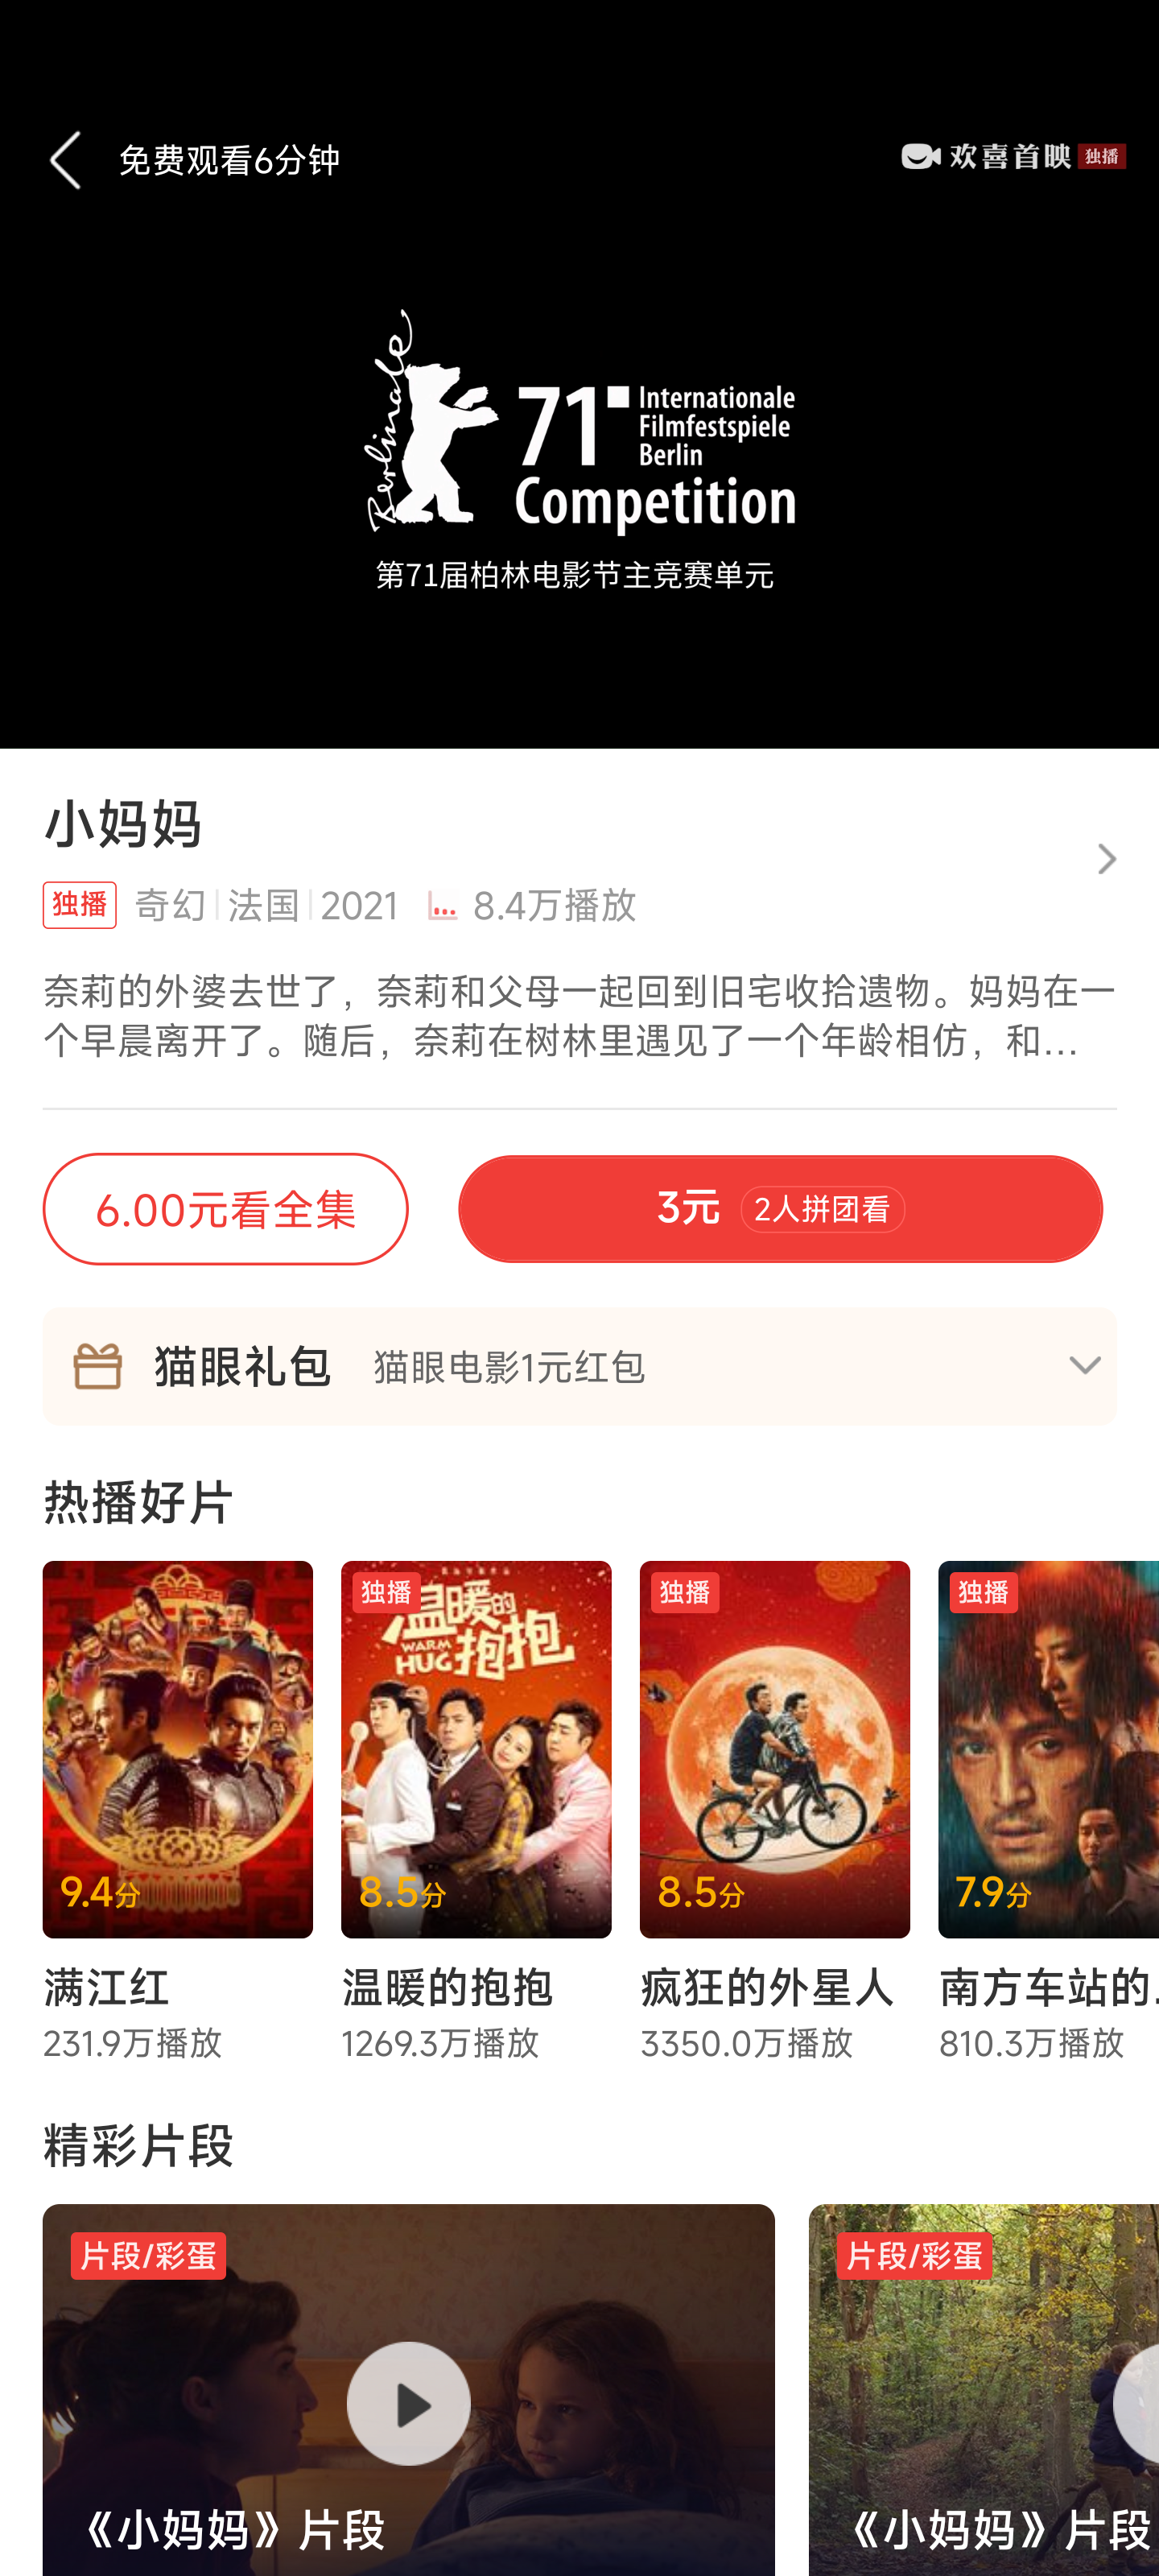 免费观看6分钟
欢喜首映 独播
Berlinale
71 Internationale
Filmfestspiele
Berlin
Competition
第71届柏林电影节主竞赛单元
小妈妈
独播 奇幻 法国 2021 8.4万播放
奈莉的外婆去世了，奈莉和父母一起回到旧宅收拾遗物。妈妈在一
个早晨离开了。随后，奈莉在树林里遇见了一个年龄相仿，和...
6.00元看全集 3元 2人拼团看
猫眼礼包 猫眼电影1元红包
热播好片
独播 独播 独播
温暖的
抱抱
WARM
HUG
9.4分 8.5分 8.5分 7.9分
满江红 温暖的抱抱 疯狂的外星人 南方车站的
231.9万播放 1269.3万播放 3350.0万播放 810.3万播放
精彩片段
片段/彩蛋 片段/彩蛋
《小妈妈》片段 《小妈妈》片段